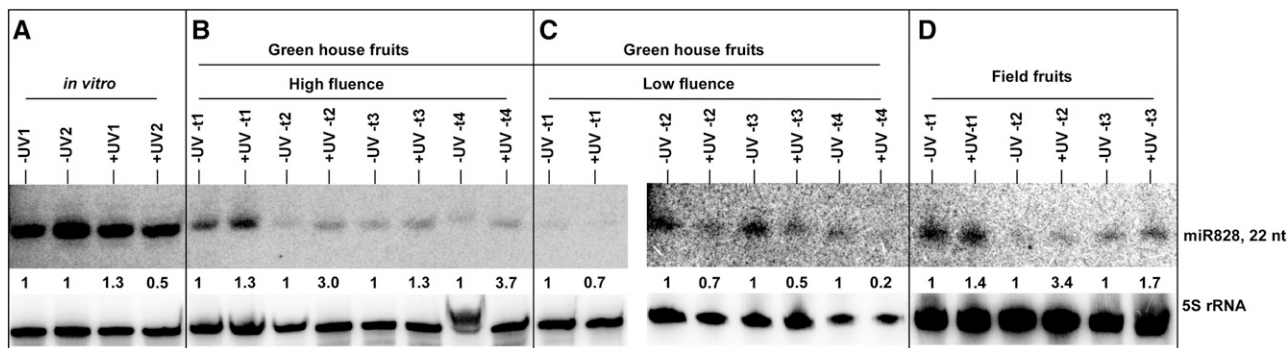 A B C D
Green house fruits Green house fruits
in vitro High fluence Low fluence Field fruits
-UV1 -UV2 +UV1 +UV2 -UV -t1 +UV -t1 -UV -t2 +UV -t2 -UV -t3 +UV -t3 -UV -t4 +UV -t4 -UV -t1 +UV -t1 -UV -t2 +UV -t2 -UV -t3 +UV -t3 -UV -t4 +UV -t4 -UV -t1 +UV-t1 -UV -t2 +UV -t2 -UV -t3 +UV -t3
miR828, 22 nt
1 1 1.3 0.5 1 1.3 1 3.0 1 1.3 1 3.7 1 0.7 1 0.7 1 0.5 1 0.2 1 1.4 1 3.4 1 1.7
5S rRNA